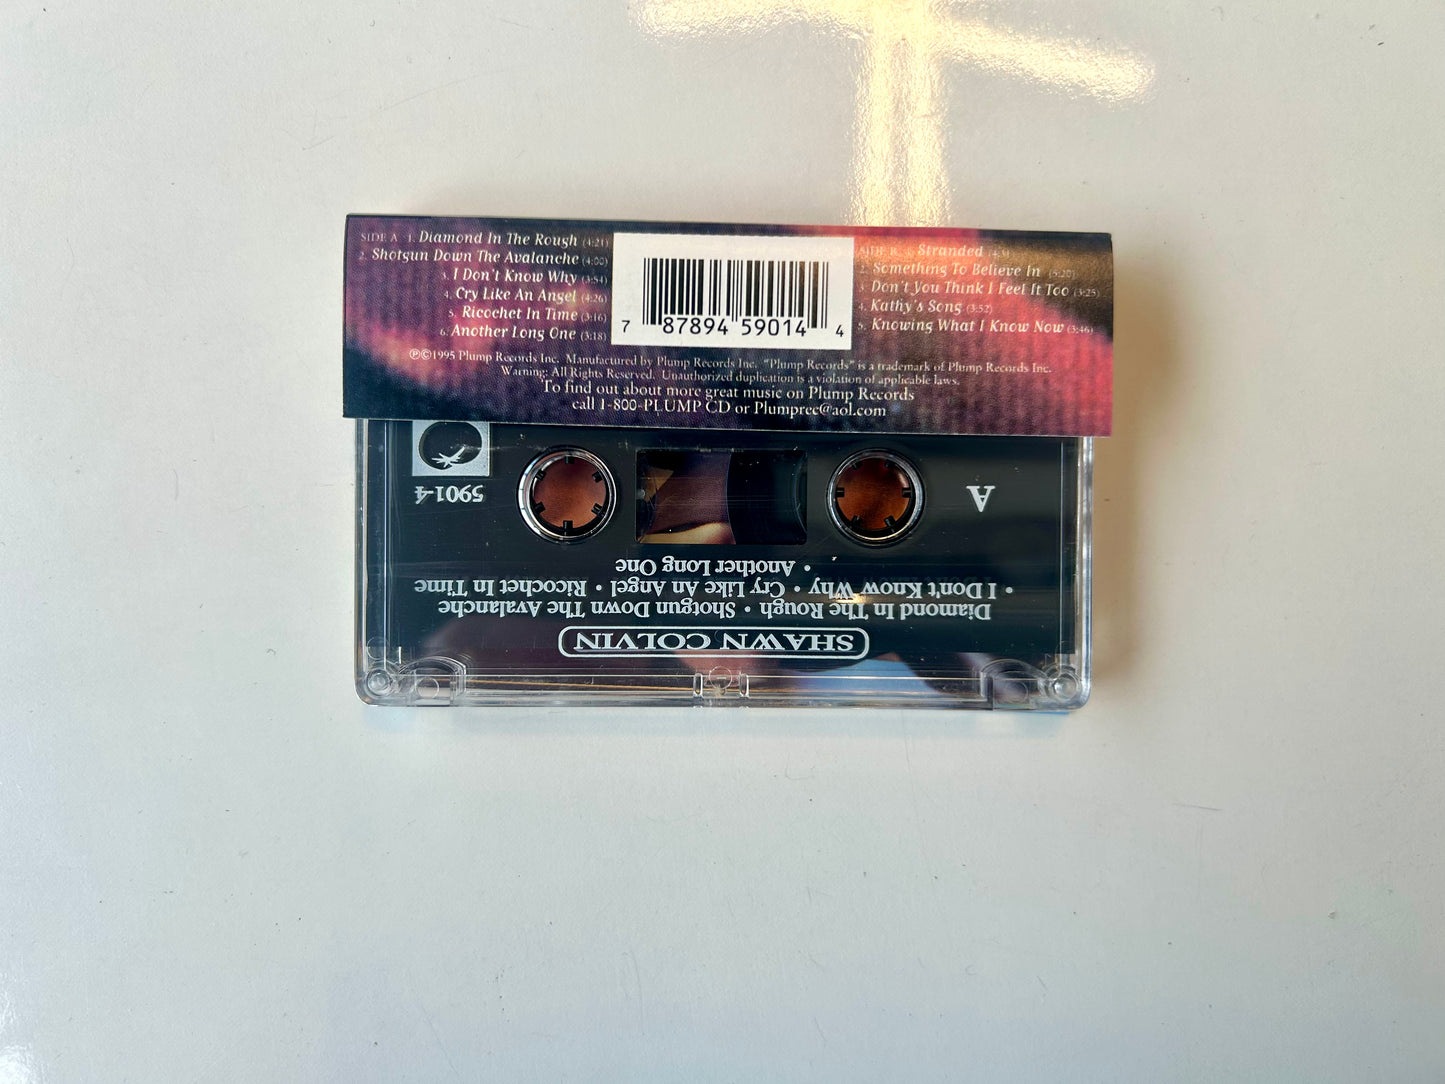 SIDE A 1. Diamond In The Rough (4:21)
2. Shotgun Down The Avalanche (4:00)
3. I Don't Know Why (3:54)
4. Cry Like An Angel (4:26)
5. Ricochet In Time (3:16)
6. Another Long One (3:18)
7 87894 59014 4
SIDE B 1. Stranded
2. Something To Believe In (5:20)
3. Don't You Think I Feel It Too (3:25)
4. Kathy's Song (3:52)
5. Knowing What I Know Now (3:46)
℗©1995 Plump Records Inc. Manufactured by Plump Records Inc. "Plump Records" is a trademark of Plump Records Inc.
Warning: All Rights Reserved. Unauthorized duplication is a violation of applicable laws.
To find out about more great music on Plump Records
call 1-800-PLUMP CD or Plumprec@aol.com
SHAWN COLVIN
Diamond In The Rough • Shotgun Down The Avalanche
• I Don't Know Why • Cry Like An Angel • Ricochet In Time
• Another Long One
A
5901-4